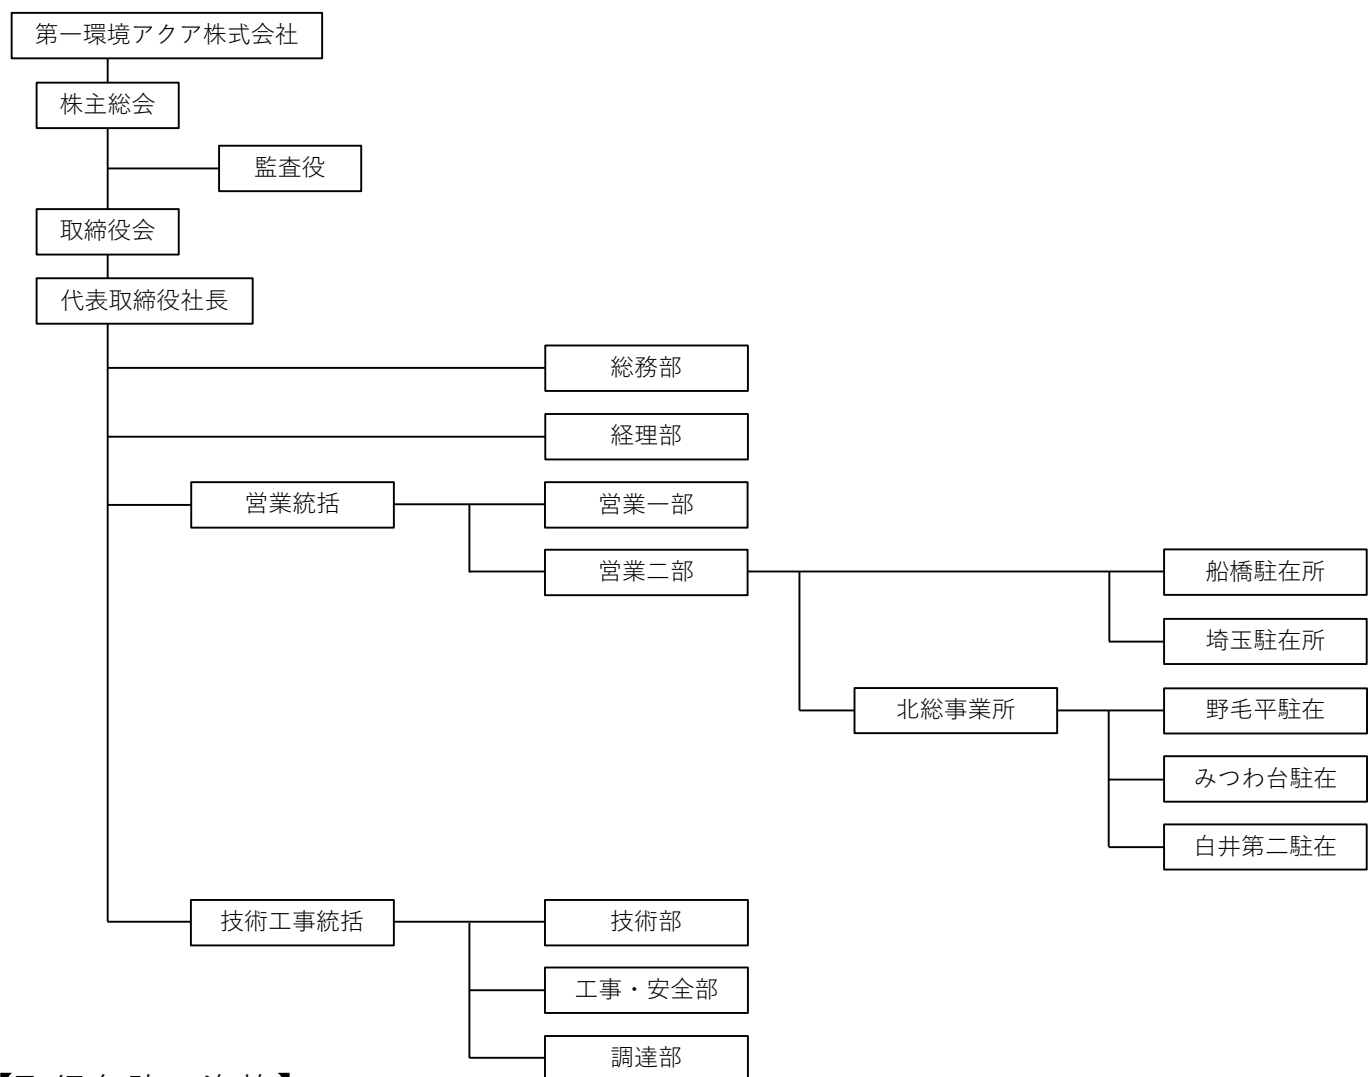 第一環境アクア株式会社
株主総会
監査役
取締役会
代表取締役社長
総務部
経理部
営業統括
営業一部
営業二部
船橋駐在所
埼玉駐在所
北総事業所
野毛平駐在
みつわ台駐在
白井第二駐在
技術工事統括
技術部
工事・安全部
調達部